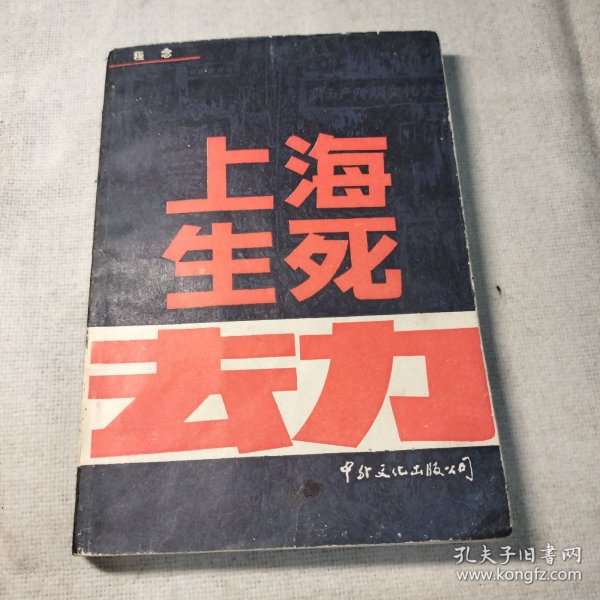 程念
上海
生死
劫
中外文化出版公司
孔夫子旧书网
www.kongfz.com